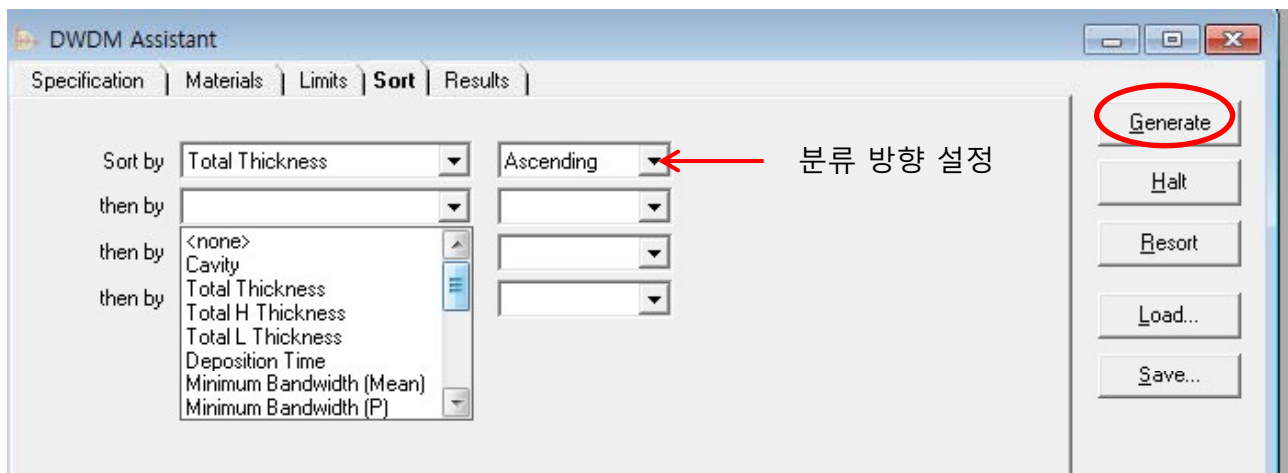 DWDM Assistant
Specification Materials Limits Sort Results
Generate
Sort by Total Thickness Ascending 분류 방향 설정
Halt
then by
<none>
Cavity
Total Thickness
Total H Thickness
Total L Thickness
Deposition Time
Minimum Bandwidth (Mean)
Minimum Bandwidth (P)
then by
then by
Resort
Load...
Save...